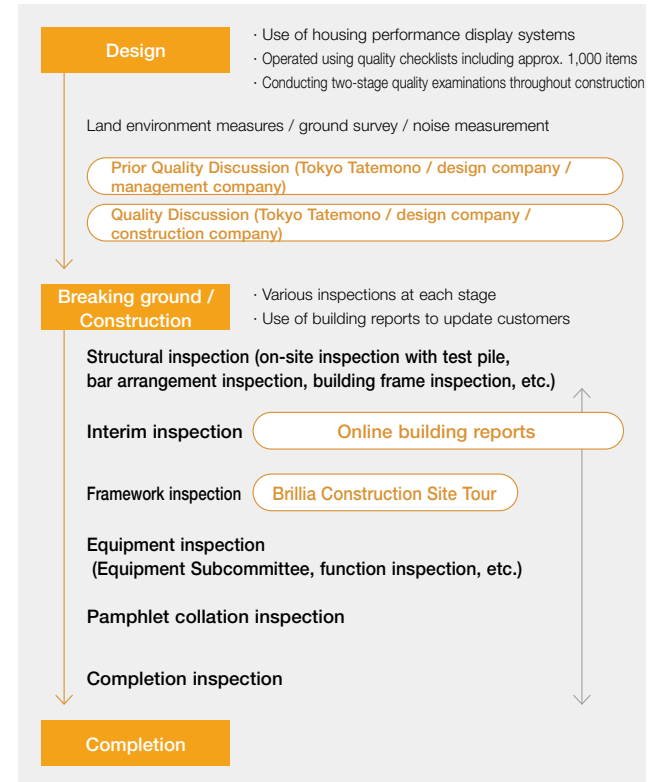 Design
· Use of housing performance display systems
· Operated using quality checklists including approx. 1,000 items
· Conducting two-stage quality examinations throughout construction
Land environment measures / ground survey / noise measurement
Prior Quality Discussion (Tokyo Tatemono / design company /
management company)
Quality Discussion (Tokyo Tatemono / design company /
construction company)
Breaking ground /
Construction
· Various inspections at each stage
· Use of building reports to update customers
Structural inspection (on-site inspection with test pile,
bar arrangement inspection, building frame inspection, etc.)
Interim inspection
Online building reports
Framework inspection
Brillia Construction Site Tour
Equipment inspection
(Equipment Subcommittee, function inspection, etc.)
Pamphlet collation inspection
Completion inspection
Completion